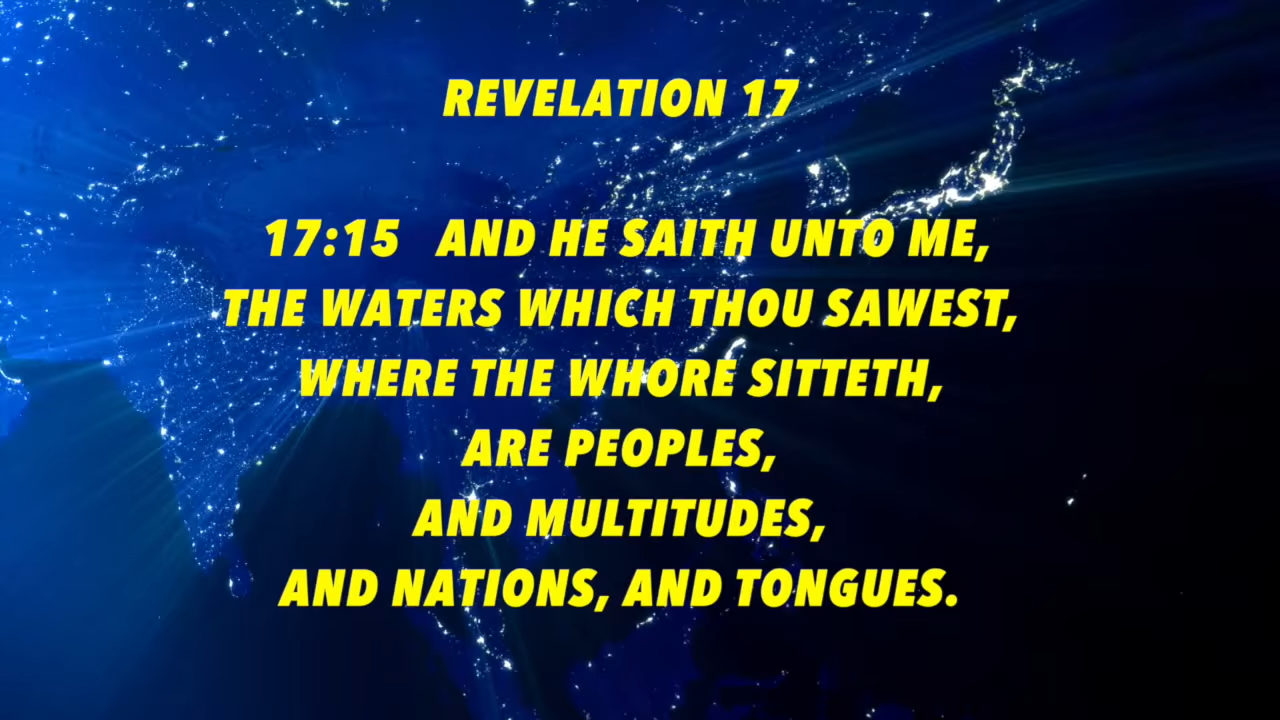 REVELATION 17
17:15 AND HE SAITH UNTO ME,
THE WATERS WHICH THOU SAWEST,
WHERE THE WHORE SITTETH,
ARE PEOPLES,
AND MULTITUDES,
AND NATIONS, AND TONGUES.